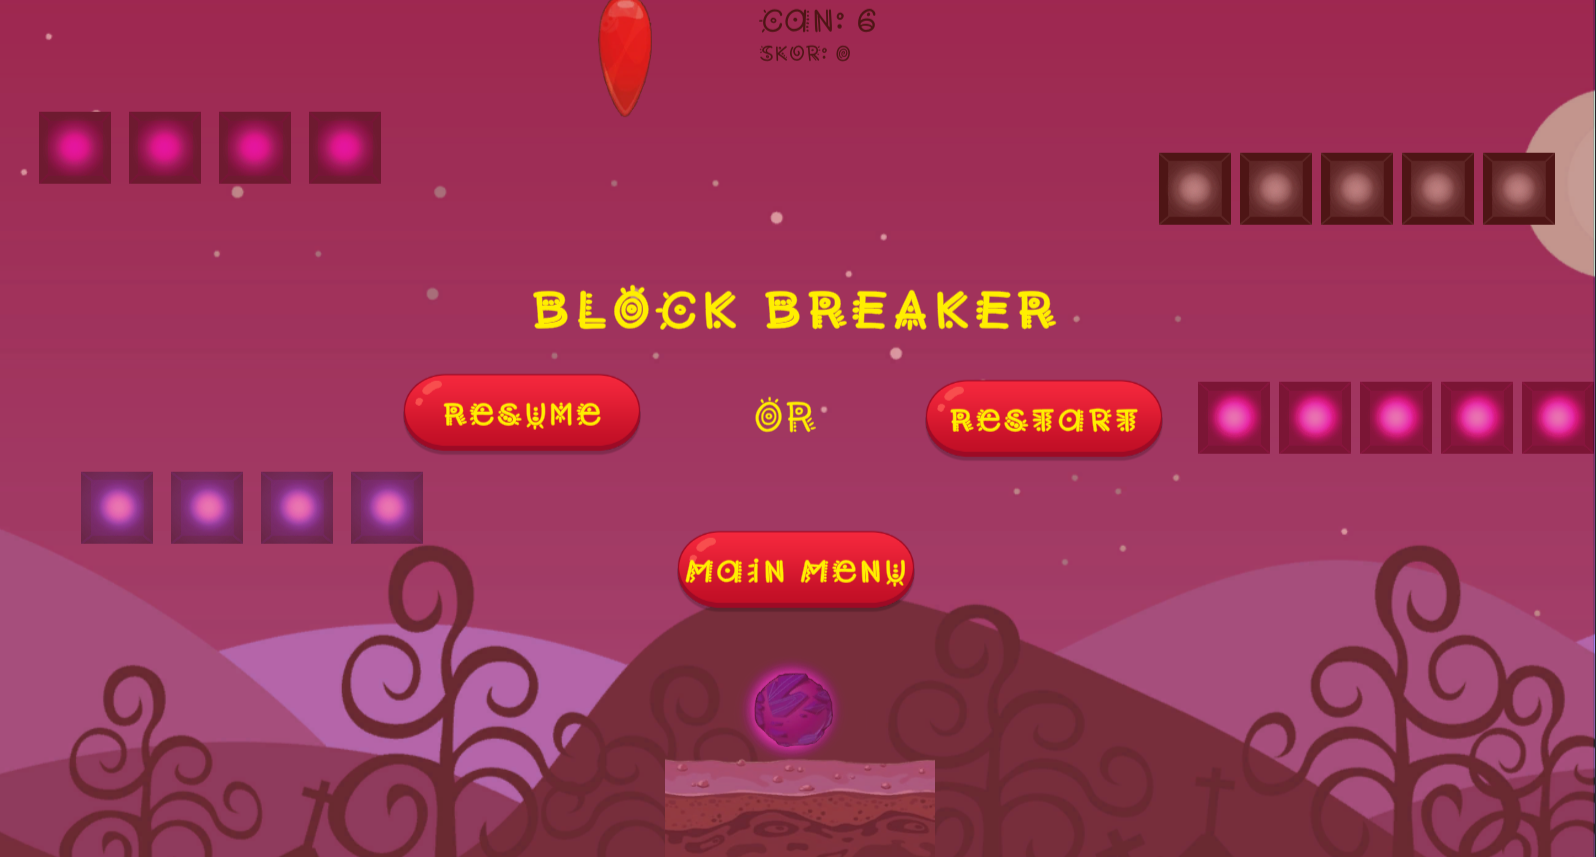 CAN: 6
SKOR: 0
BLOCK BREAKER
RESUME
OR
RESTART
MAIN MENU